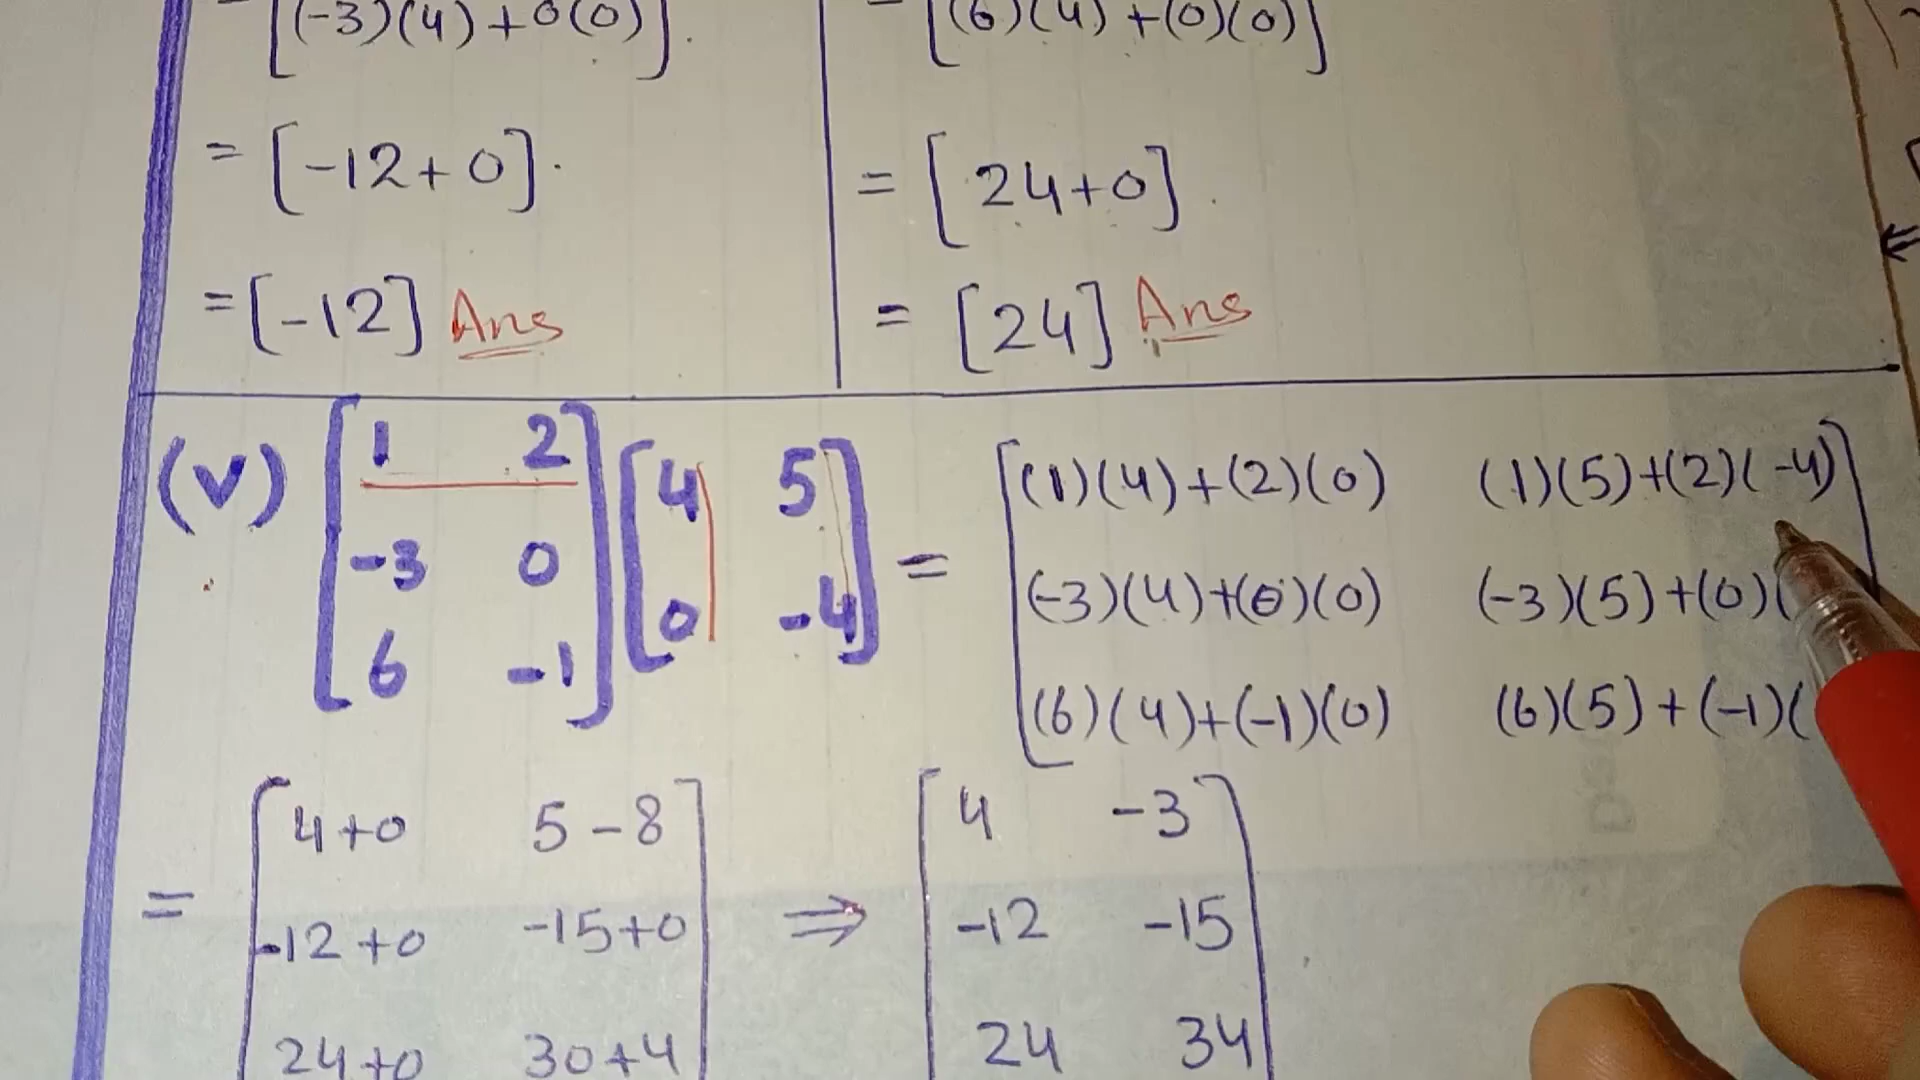 [(-3)(4)+0(0)].
= [-12+0].
= [-12] Ans
= [(6)(4)+(0)(0)]
= [24+0]
= [24] Ans
(v) [1 2 [4 5 = [(1)(4)+(2)(0) (1)(5)+(2)(-4)
-3 0 (-3)(4)+(0)(0) (-3)(5)+(0)(
6 -1] 0 -4] (6)(4)+(-1)(0) (6)(5)+(-1)(
= [4+0 5-8 ⇒ [4 -3
-12+0 -15+0 -12 -15
24+0 30+4] 24 34]